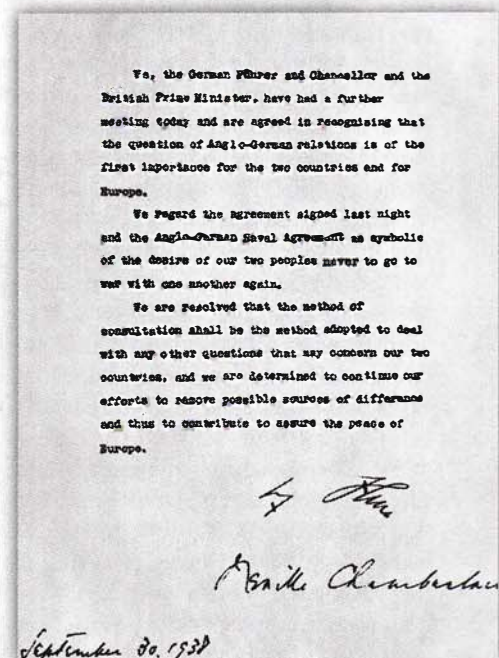 We, the German Führer and Chancellor and the
British Prime Minister, have had a further
meeting today and are agreed in recognising that
the question of Anglo-German relations is of the
first importance for the two countries and for
Europe.
We regard the agreement signed last night
and the Anglo-German Naval Agreement as symbolic
of the desire of our two peoples never to go to
war with one another again.
We are resolved that the method of
consultation shall be the method adopted to deal
with any other questions that may concern our two
countries, and we are determined to continue our
efforts to remove possible sources of difference
and thus to contribute to assure the peace of
Europe.
Neville Chamberlain
September 30, 1938